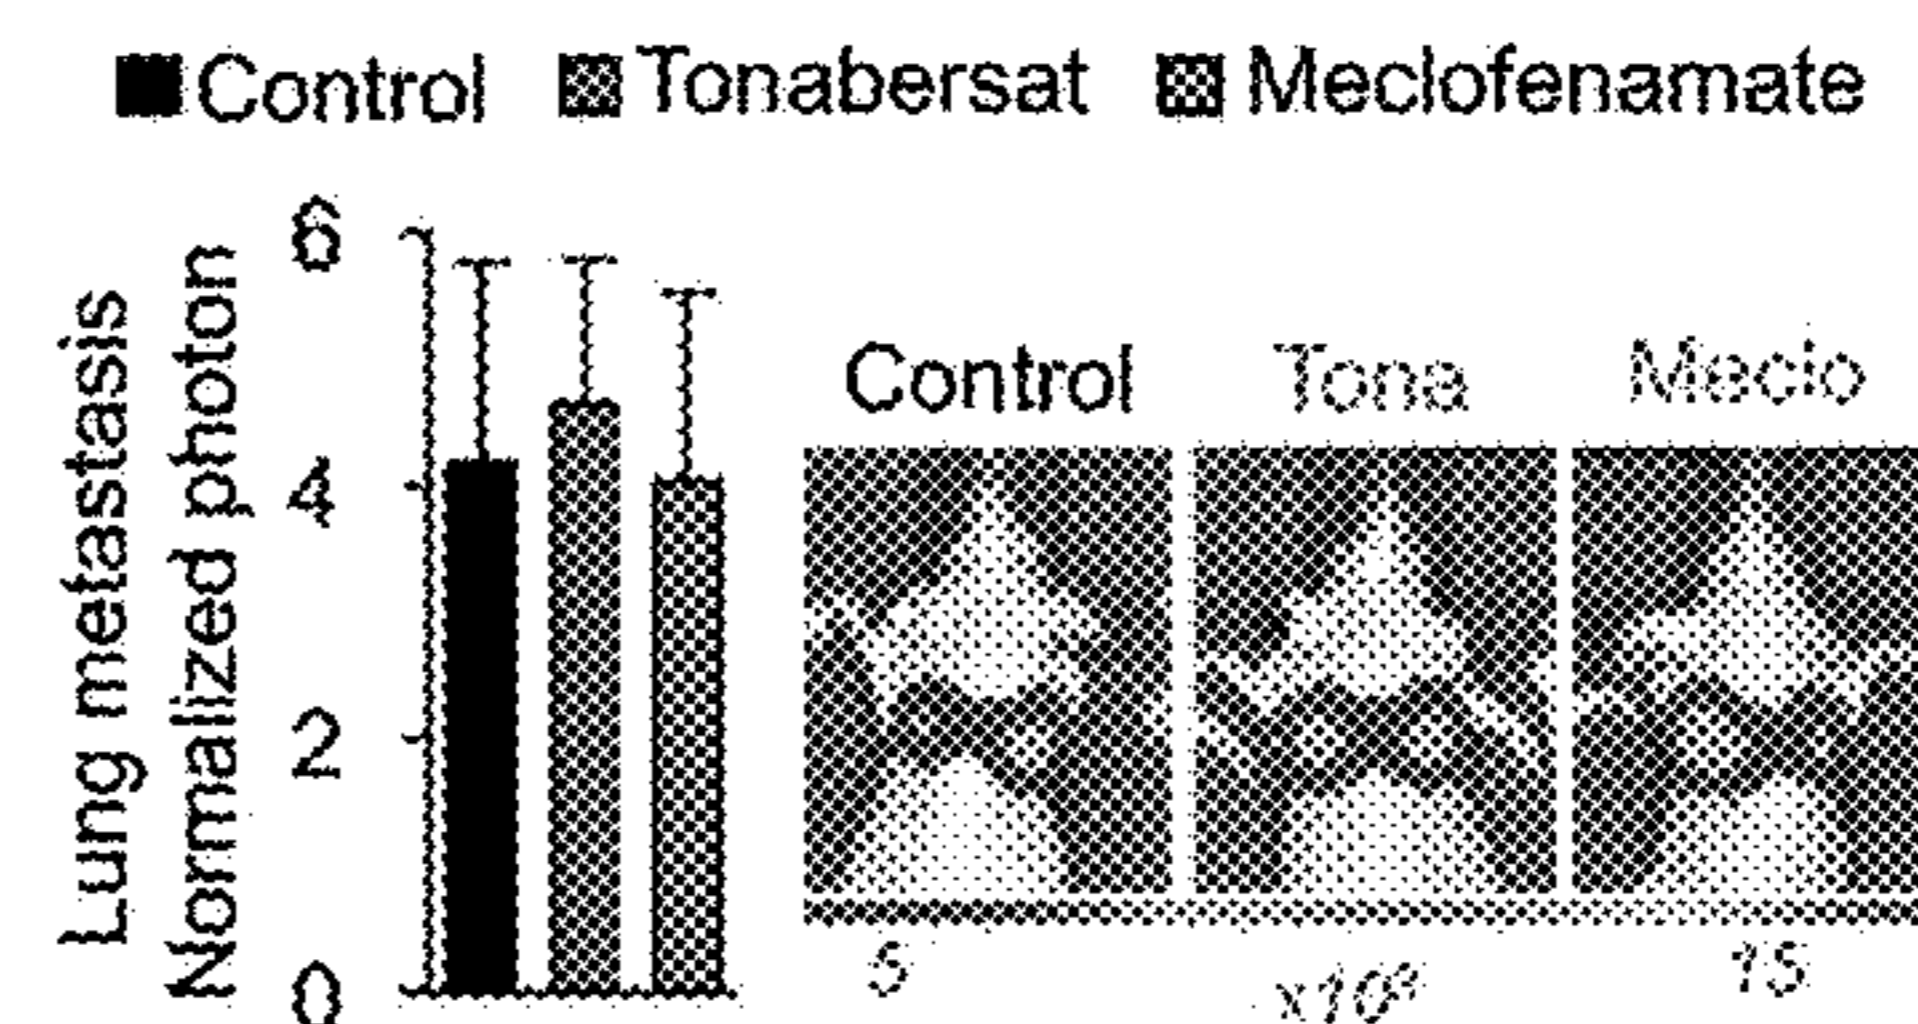 Control Tonabersat Meclofenamate
Lung metastasis
Normalized photon
6
4
2
0
Control Tona Meclo
5 15